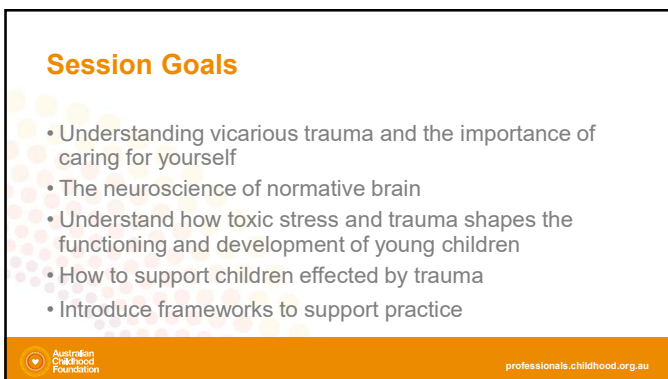 Session Goals
• Understanding vicarious trauma and the importance of
caring for yourself
• The neuroscience of normative brain
• Understand how toxic stress and trauma shapes the
functioning and development of young children
• How to support children effected by trauma
• Introduce frameworks to support practice
Australian
Childhood
Foundation
professionals.childhood.org.au